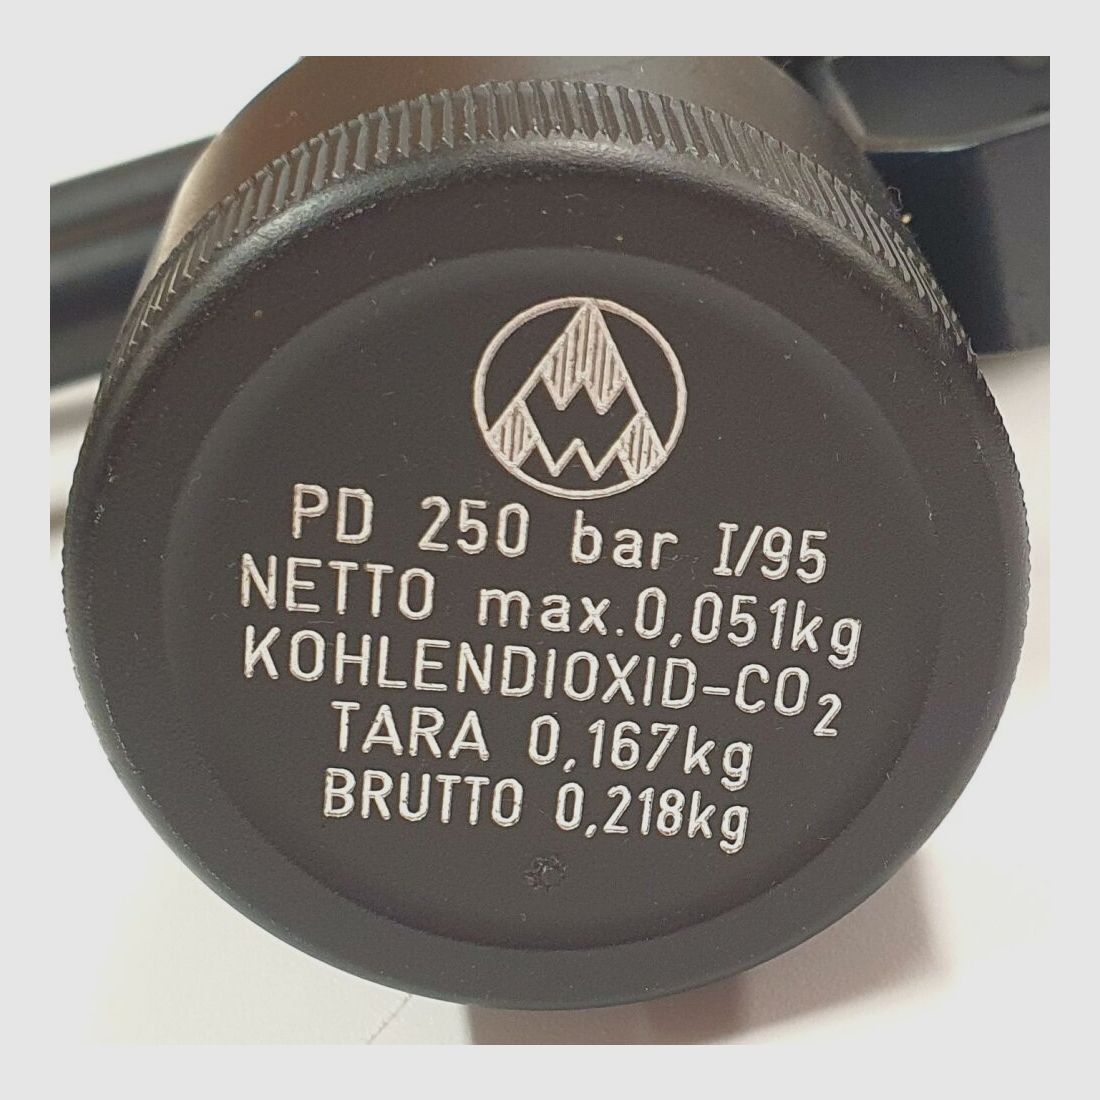 PD 250 bar I/95
NETTO max.0,051kg
KOHLENDIOXID-CO₂
TARA 0,167kg
BRUTTO 0,218kg